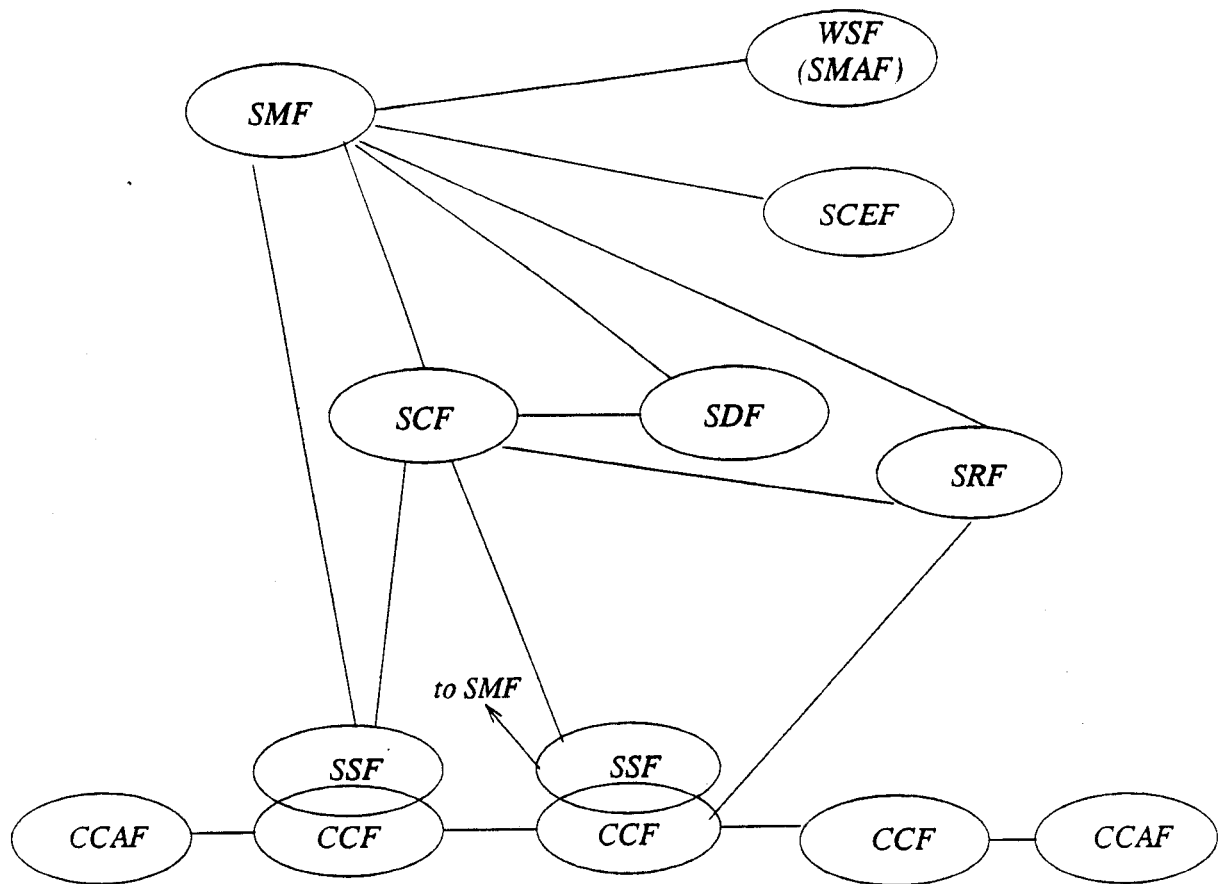 WSF
(SMAF)
SMF
SCEF
SCF
SDF
SRF
to SMF
SSF
SSF
CCAF
CCF
CCF
CCF
CCAF